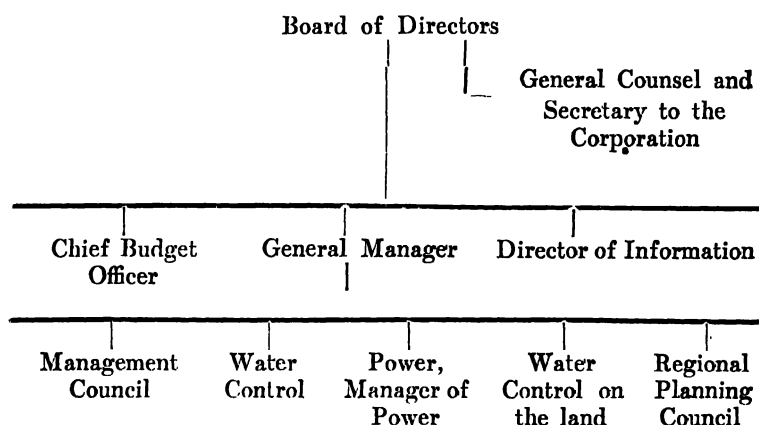 Board of Directors
General Counsel and
Secretary to the
Corporation
Chief Budget
Officer
General Manager
Director of Information
Management
Council
Water
Control
Power,
Manager of
Power
Water
Control on
the land
Regional
Planning
Council